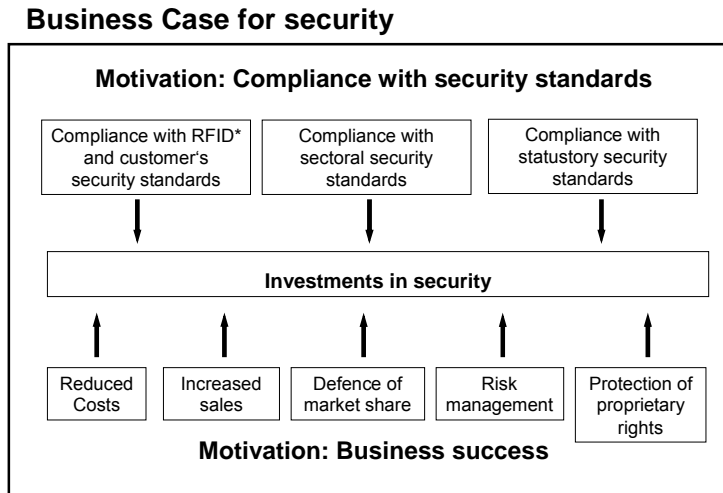 Business Case for security
Motivation: Compliance with security standards
Compliance with RFID*
and customer‘s
security standards
Compliance with
sectoral security
standards
Compliance with
statustory security
standards
Investments in security
Reduced
Costs
Increased
sales
Defence of
market share
Risk
management
Protection of
proprietary
rights
Motivation: Business success